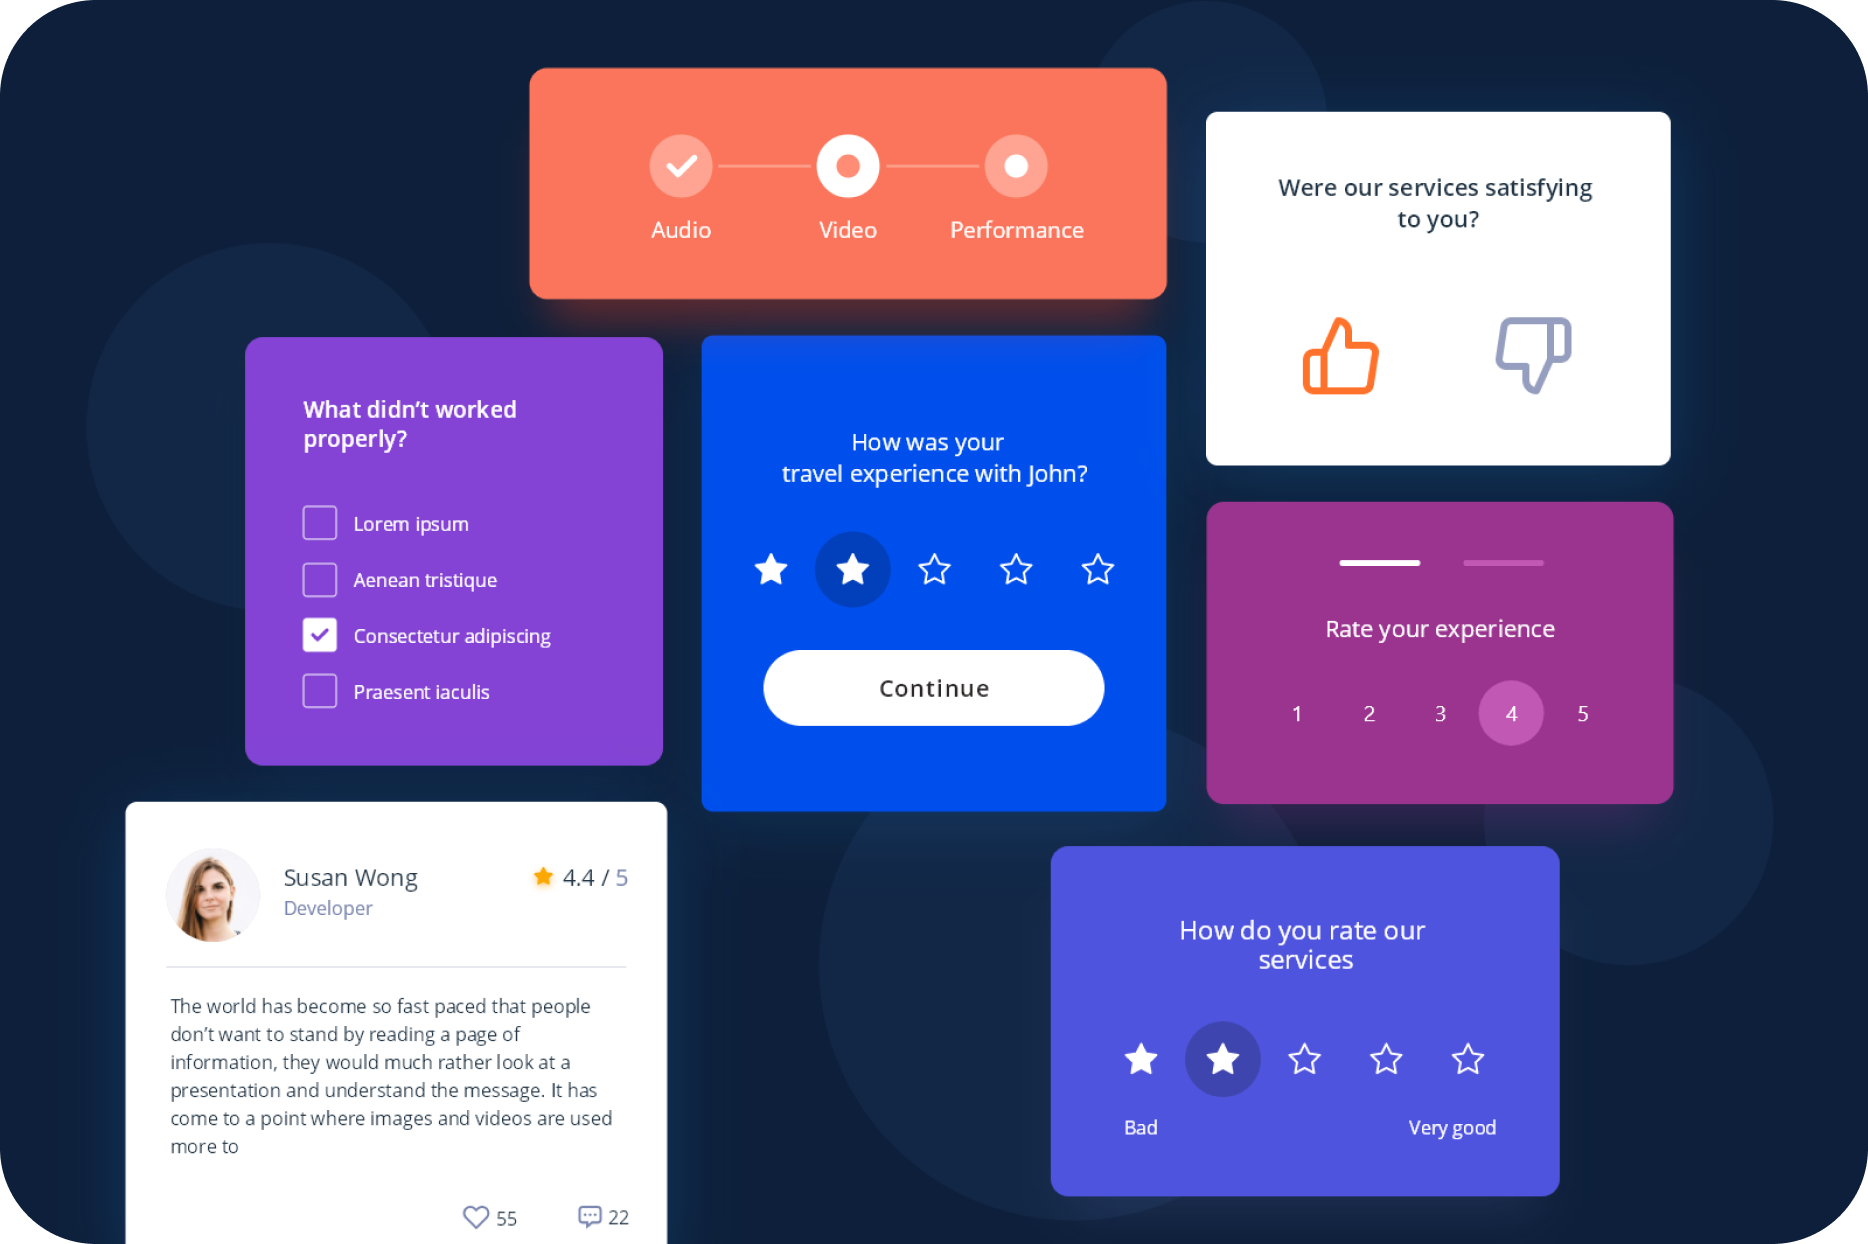 Audio
Video
Performance
Were our services satisfying
to you?
What didn’t worked
properly?
Lorem ipsum
Aenean tristique
Consectetur adipiscing
Praesent iaculis
How was your
travel experience with John?
Continue
Rate your experience
1 2 3 4 5
Susan Wong
4.4 / 5
Developer
The world has become so fast paced that people
don’t want to stand by reading a page of
information, they would much rather look at a
presentation and understand the message. It has
come to a point where images and videos are used
more to
55
22
How do you rate our
services
Bad
Very good